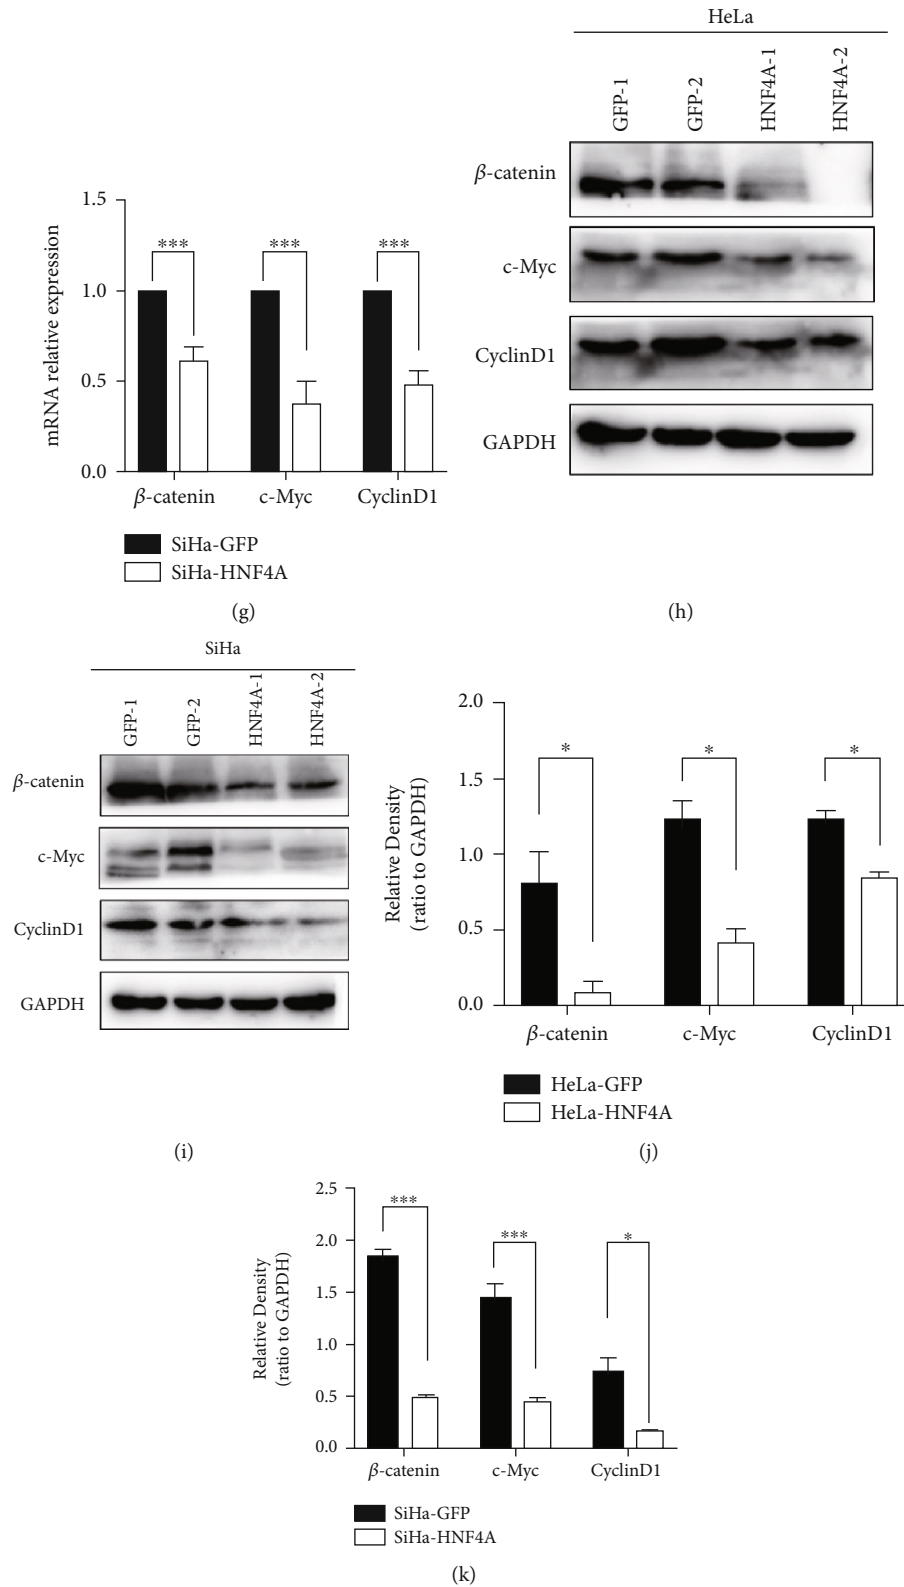 1.5
1.0
0.5
0.0
mRNA relative expression
***
***
***
β-catenin
c-Myc
CyclinD1
SiHa-GFP
SiHa-HNF4A
(g)
HeLa
GFP-1
GFP-2
HNF4A-1
HNF4A-2
β-catenin
c-Myc
CyclinD1
GAPDH
(h)
SiHa
GFP-1
GFP-2
HNF4A-1
HNF4A-2
β-catenin
c-Myc
CyclinD1
GAPDH
(i)
2.0
1.5
1.0
0.5
0.0
Relative Density
(ratio to GAPDH)
*
*
*
β-catenin
c-Myc
CyclinD1
HeLa-GFP
HeLa-HNF4A
(j)
2.5
2.0
1.5
1.0
0.5
0.0
Relative Density
(ratio to GAPDH)
***
***
*
β-catenin
c-Myc
CyclinD1
SiHa-GFP
SiHa-HNF4A
(k)